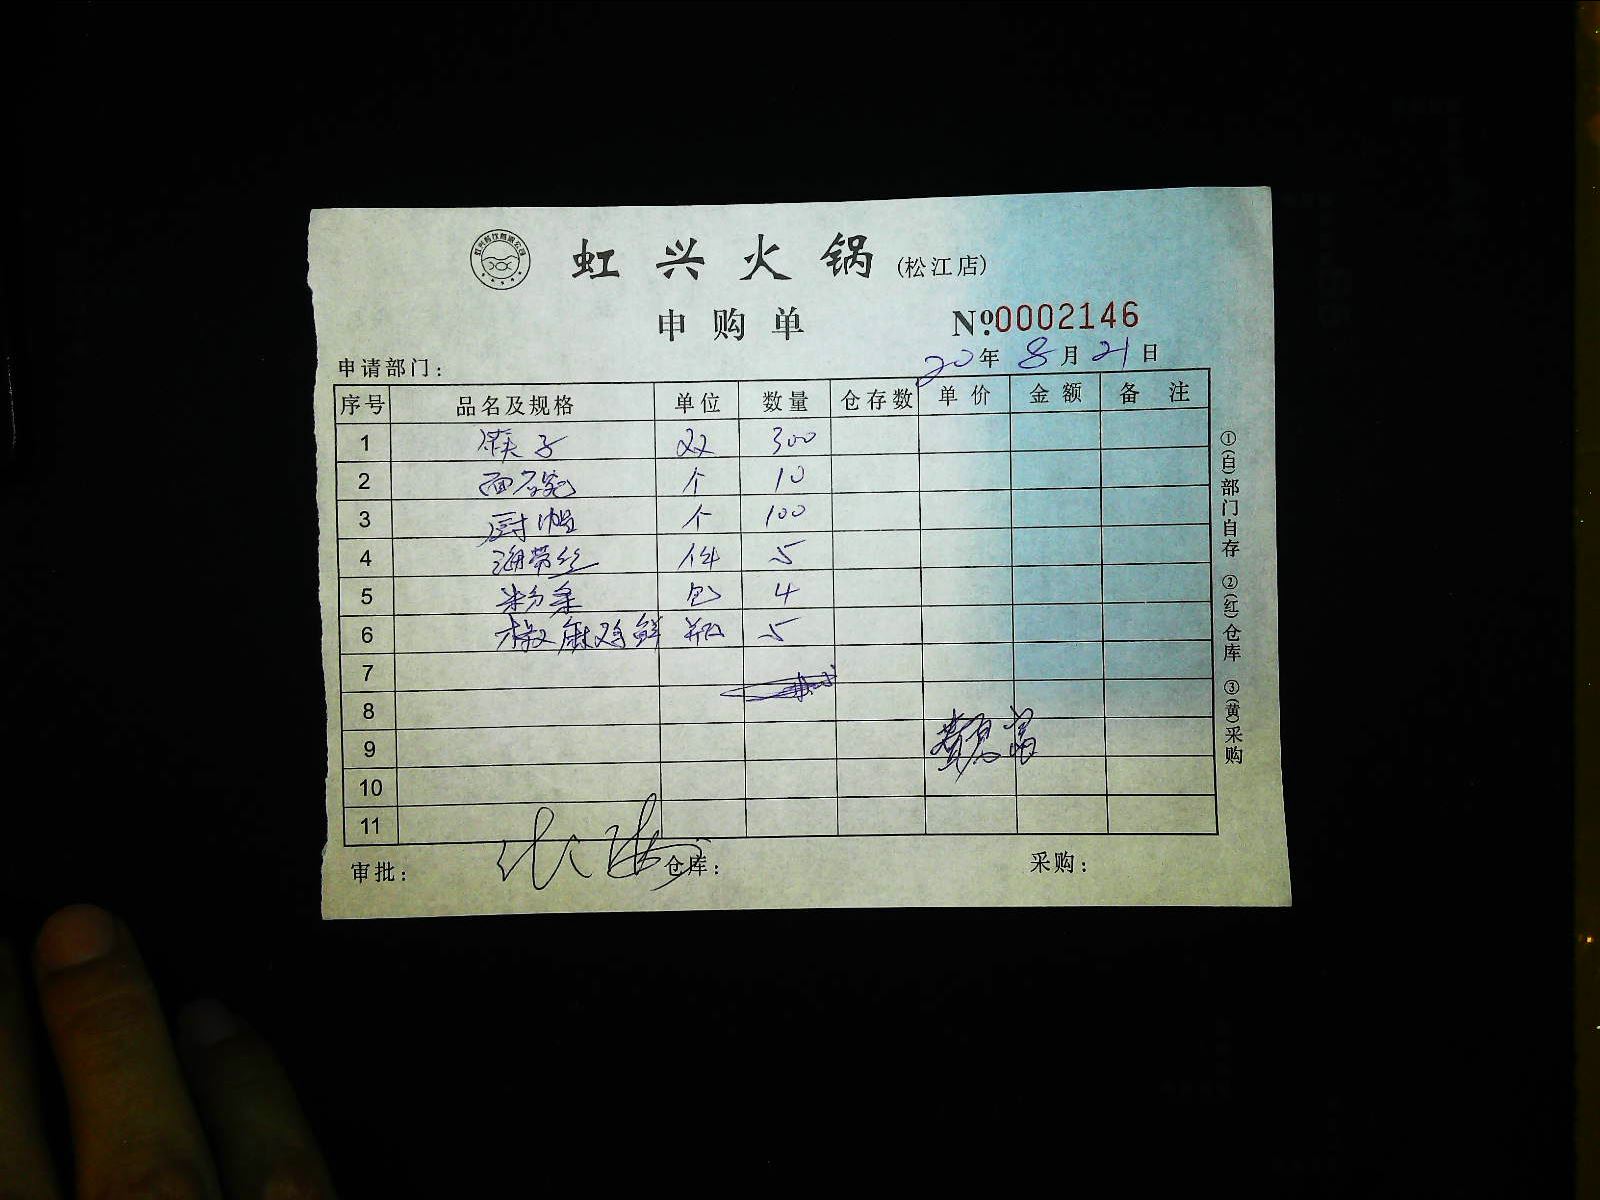 虹兴火锅 (松江店)
申购单 №0002146
申请部门： 20年8月21日
序号 品名及规格 单位 数量 仓存数 单价 金额 备注
1 筷子 双 300
2 面碗 个 10
3 厨帽 个 100
4 海带丝 件 5
5 粉条 包 4
6 椒麻鸡鲜 瓶 5
7
8
9
10
11
审批： 仓库： 采购：
①(白)部门自存 ②(红)仓库 ③(黄)采购